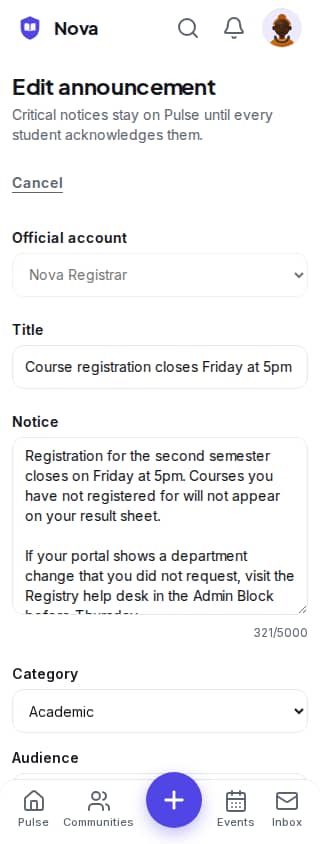 Nova
Edit announcement
Critical notices stay on Pulse until every
student acknowledges them.
Cancel
Official account
Nova Registrar
Title
Course registration closes Friday at 5pm
Notice
Registration for the second semester
closes on Friday at 5pm. Courses you
have not registered for will not appear
on your result sheet.
If your portal shows a department
change that you did not request, visit the
Registry help desk in the Admin Block
before Thursday
321/5000
Category
Academic
Audience
Pulse
Communities
Events
Inbox